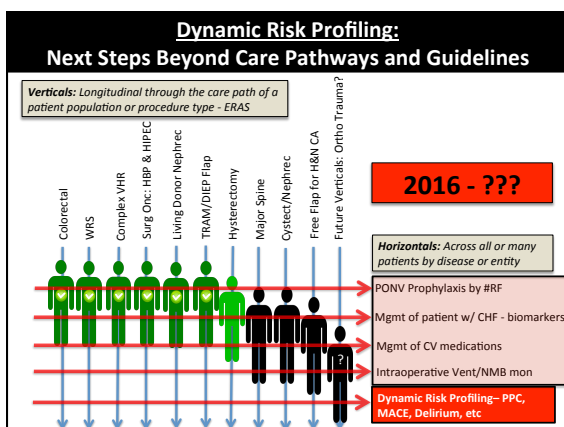 Dynamic Risk Profiling:
Next Steps Beyond Care Pathways and Guidelines
Verticals: Longitudinal through the care path of a
patient population or procedure type - ERAS
Colorectal
WRS
Complex VHR
Surg Onc: HBP & HIPEC
Living Donor Nephrec
TRAM/DIEP Flap
Hysterectomy
Major Spine
Cystect/Nephrec
Free Flap for H&N CA
Future Verticals: Ortho Trauma?
2016 - ???
Horizontals: Across all or many
patients by disease or entity
PONV Prophylaxis by #RF
Mgmt of patient w/ CHF - biomarkers
Mgmt of CV medications
Intraoperative Vent/NMB mon
Dynamic Risk Profiling– PPC,
MACE, Delirium, etc
?